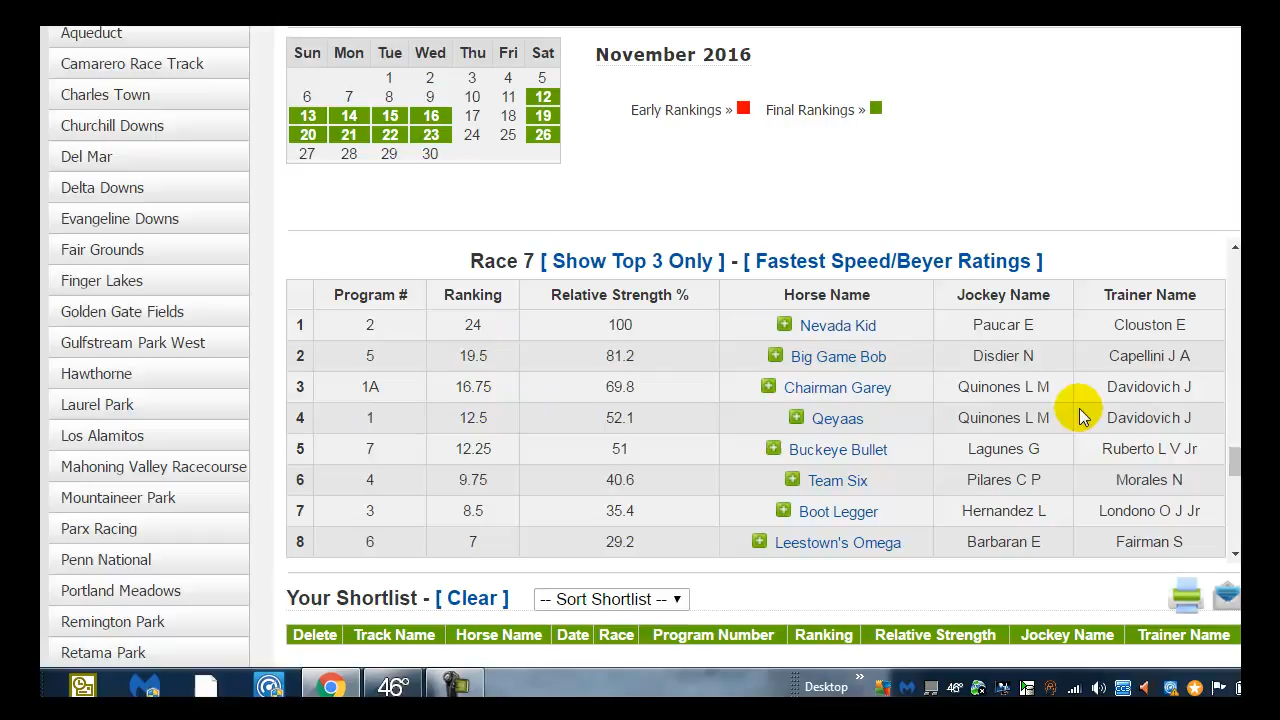 Aqueduct
Camarero Race Track
Charles Town
Churchill Downs
Del Mar
Delta Downs
Evangeline Downs
Fair Grounds
Finger Lakes
Golden Gate Fields
Gulfstream Park West
Hawthorne
Laurel Park
Los Alamitos
Mahoning Valley Racecourse
Mountaineer Park
Parx Racing
Penn National
Portland Meadows
Remington Park
Retama Park
Sun Mon Tue Wed Thu Fri Sat
1 2 3 4 5
6 7 8 9 10 11 12
13 14 15 16 17 18 19
20 21 22 23 24 25 26
27 28 29 30
November 2016
Early Rankings » Final Rankings »
Race 7 [ Show Top 3 Only ] - [ Fastest Speed/Beyer Ratings ]
Program # Ranking Relative Strength % Horse Name Jockey Name Trainer Name
1 2 24 100 Nevada Kid Paucar E Clouston E
2 5 19.5 81.2 Big Game Bob Disdier N Capellini J A
3 1A 16.75 69.8 Chairman Garey Quinones L M Davidovich J
4 1 12.5 52.1 Qeyaas Quinones L M Davidovich J
5 7 12.25 51 Buckeye Bullet Lagunes G Ruberto L V Jr
6 4 9.75 40.6 Team Six Pilares C P Morales N
7 3 8.5 35.4 Boot Legger Hernandez L Londono O J Jr
8 6 7 29.2 Leestown's Omega Barbaran E Fairman S
Your Shortlist - [ Clear ] -- Sort Shortlist --
Delete Track Name Horse Name Date Race Program Number Ranking Relative Strength Jockey Name Trainer Name
46° Desktop » 46°